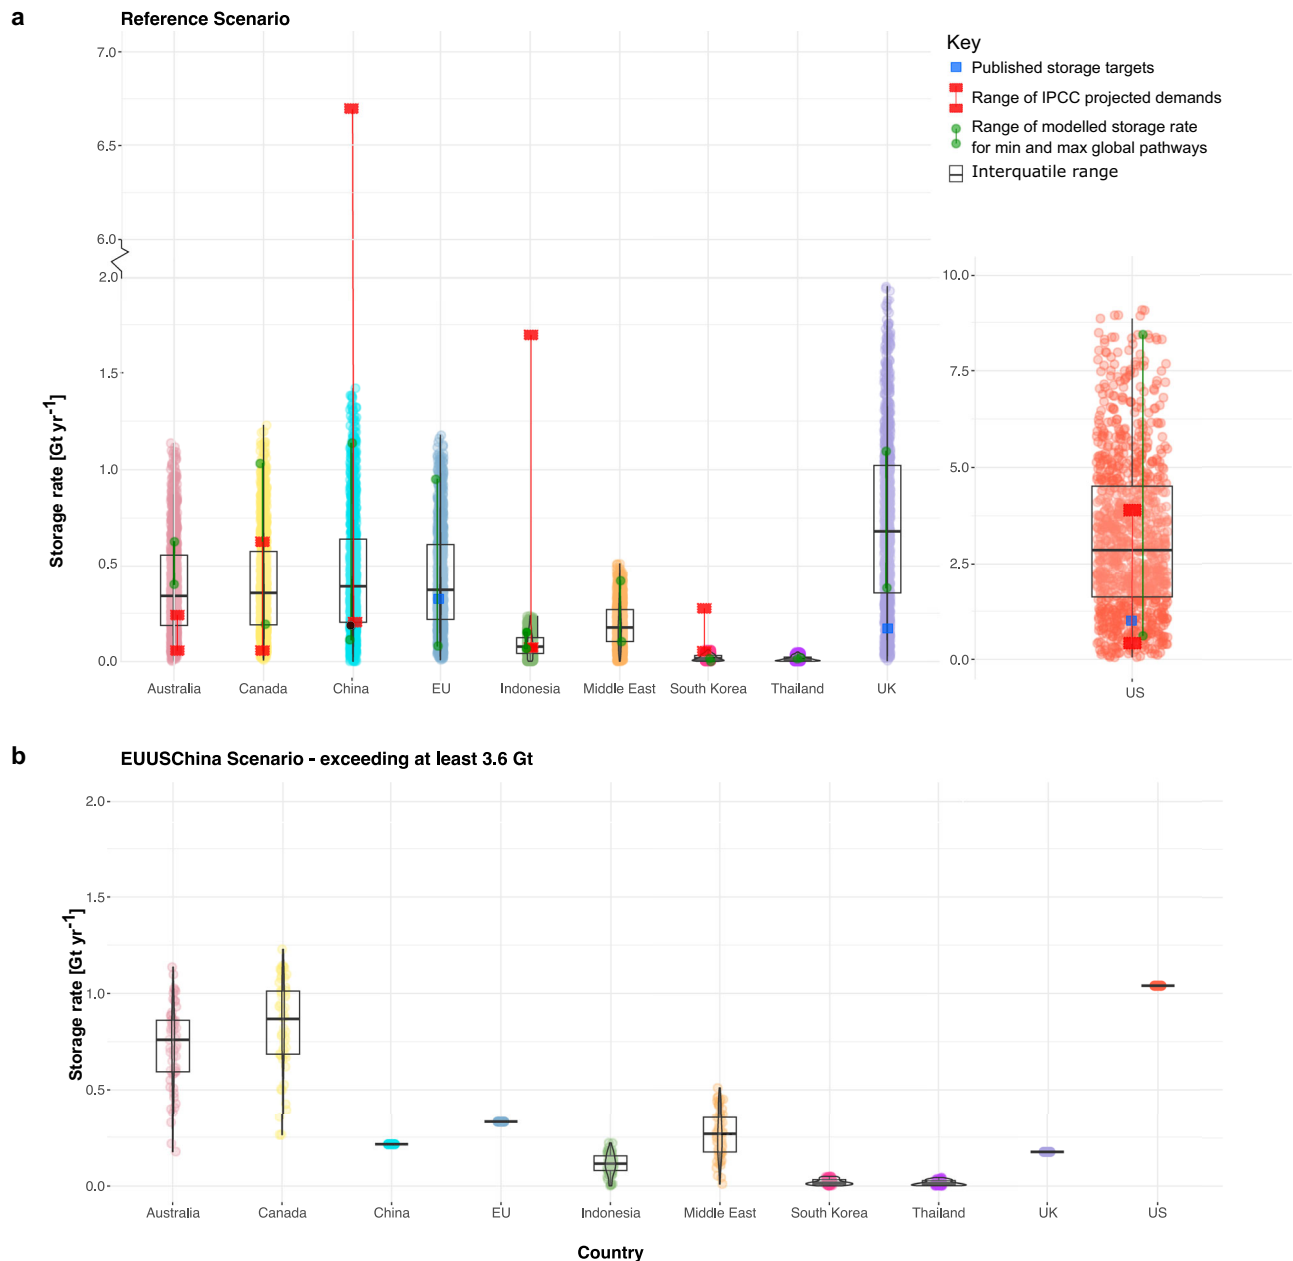 a
Reference Scenario
Key
Published storage targets
Range of IPCC projected demands
Range of modelled storage rate
for min and max global pathways
Interquatile range
Storage rate [Gt yr⁻¹]
7.0
6.5
6.0
2.0
1.5
1.0
0.5
0.0
Australia Canada China EU Indonesia Middle East South Korea Thailand UK
10.0
7.5
5.0
2.5
0.0
US
b
EUUSChina Scenario - exceeding at least 3.6 Gt
Storage rate [Gt yr⁻¹]
2.0
1.5
1.0
0.5
0.0
Australia Canada China EU Indonesia Middle East South Korea Thailand UK US
Country